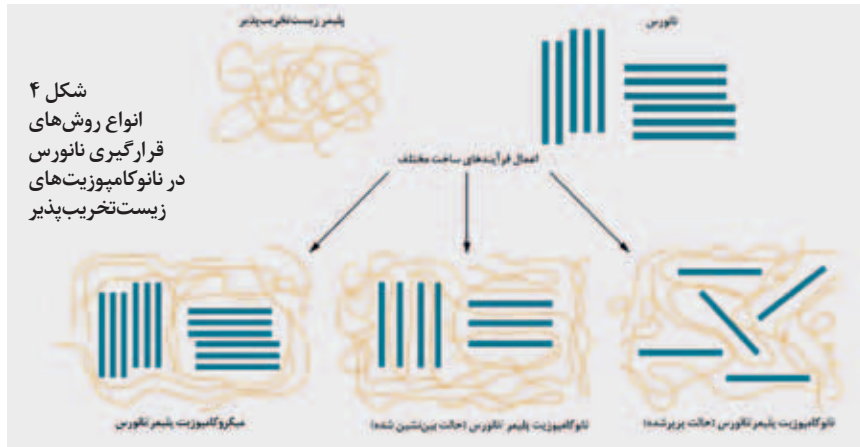 نانورس
پلیمر زیست‌تخریب‌پذیر
شکل ۴
انواع روش‌های
قرارگیری نانورس
در نانوکامپوزیت‌های
زیست‌تخریب‌پذیر
اعمال فرآیندهای ساخت مختلف
نانوکامپوزیت پلیمر نانورس (حالت پرپرشده)
نانوکامپوزیت پلیمر نانورس (حالت بین‌نشین شده)
میکروکامپوزیت پلیمر نانورس